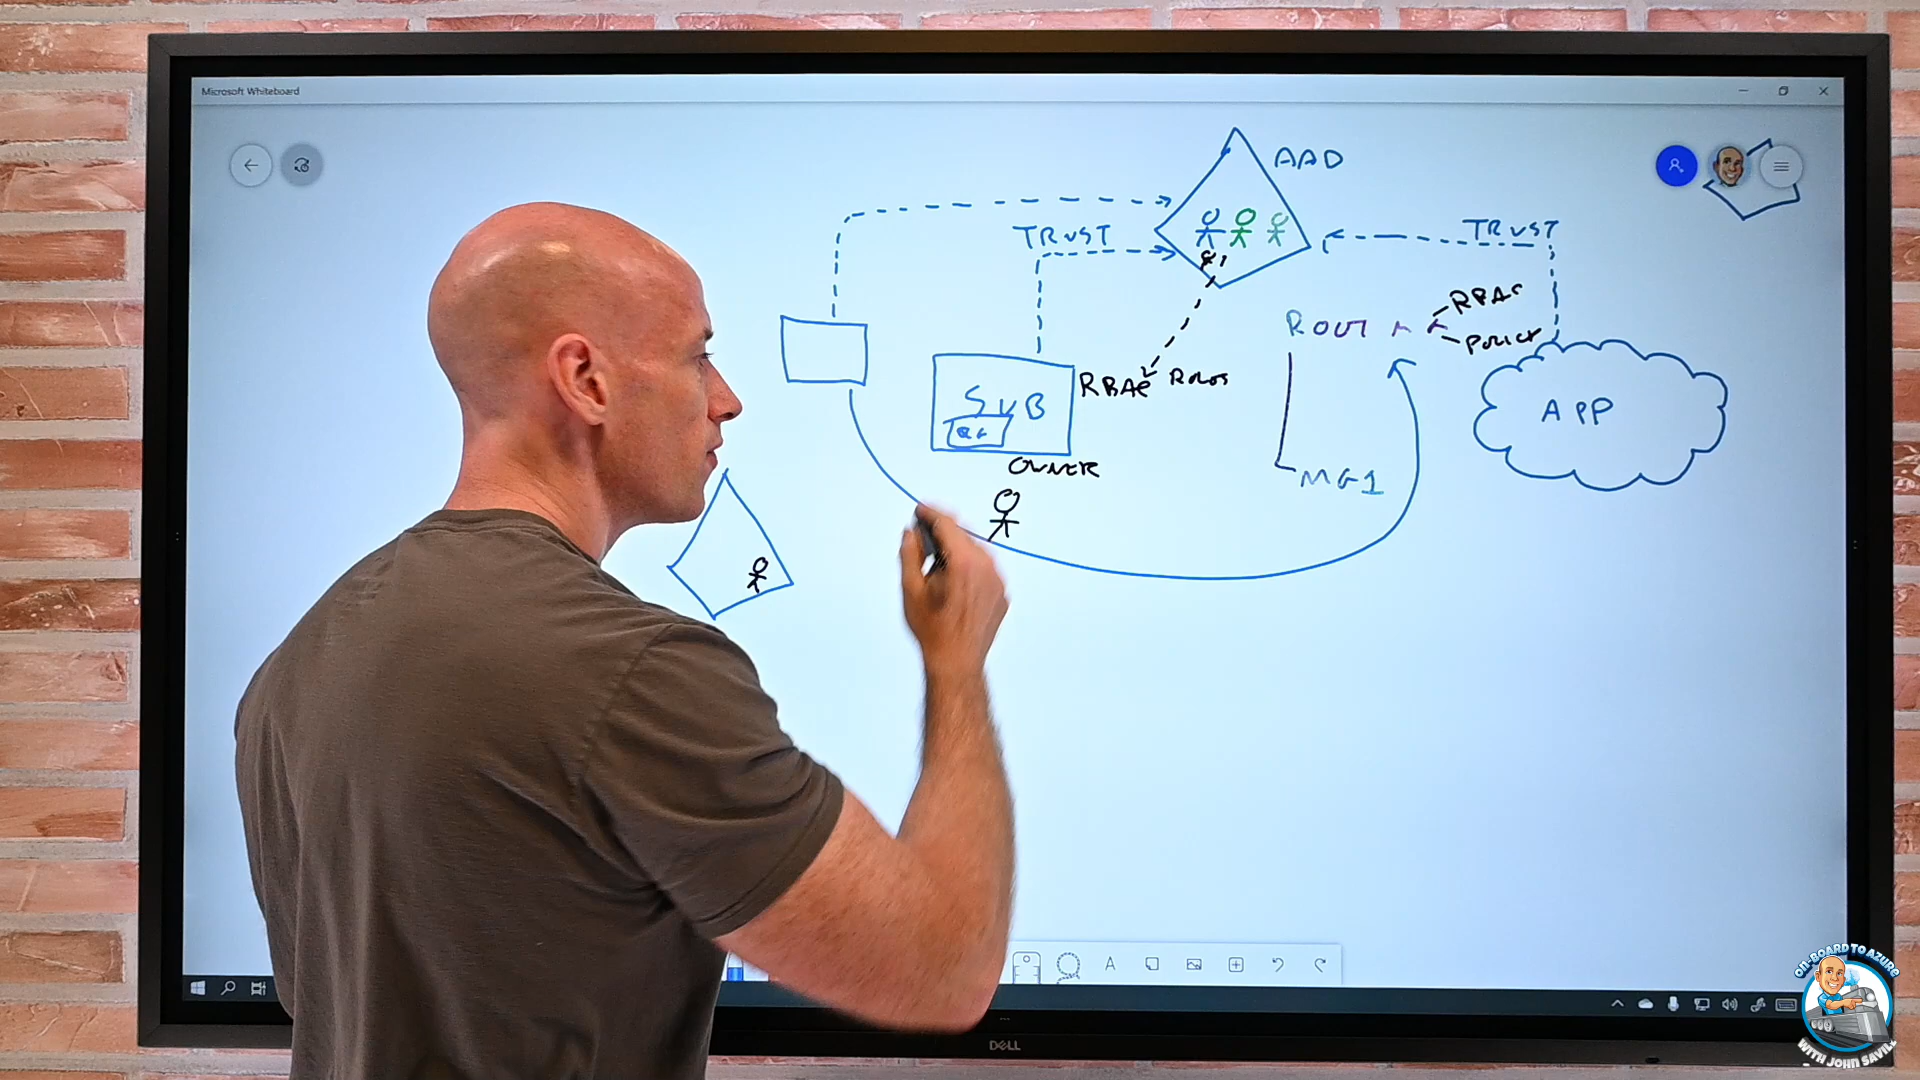 Microsoft Whiteboard
AAD
TRUST
TRUST
RBAC
POLICY
ROOT
RBAC ROLES
SUB
APP
OWNER
MG1
A
DELL
ON-BOARD TO AZURE
WITH JOHN SAVILL